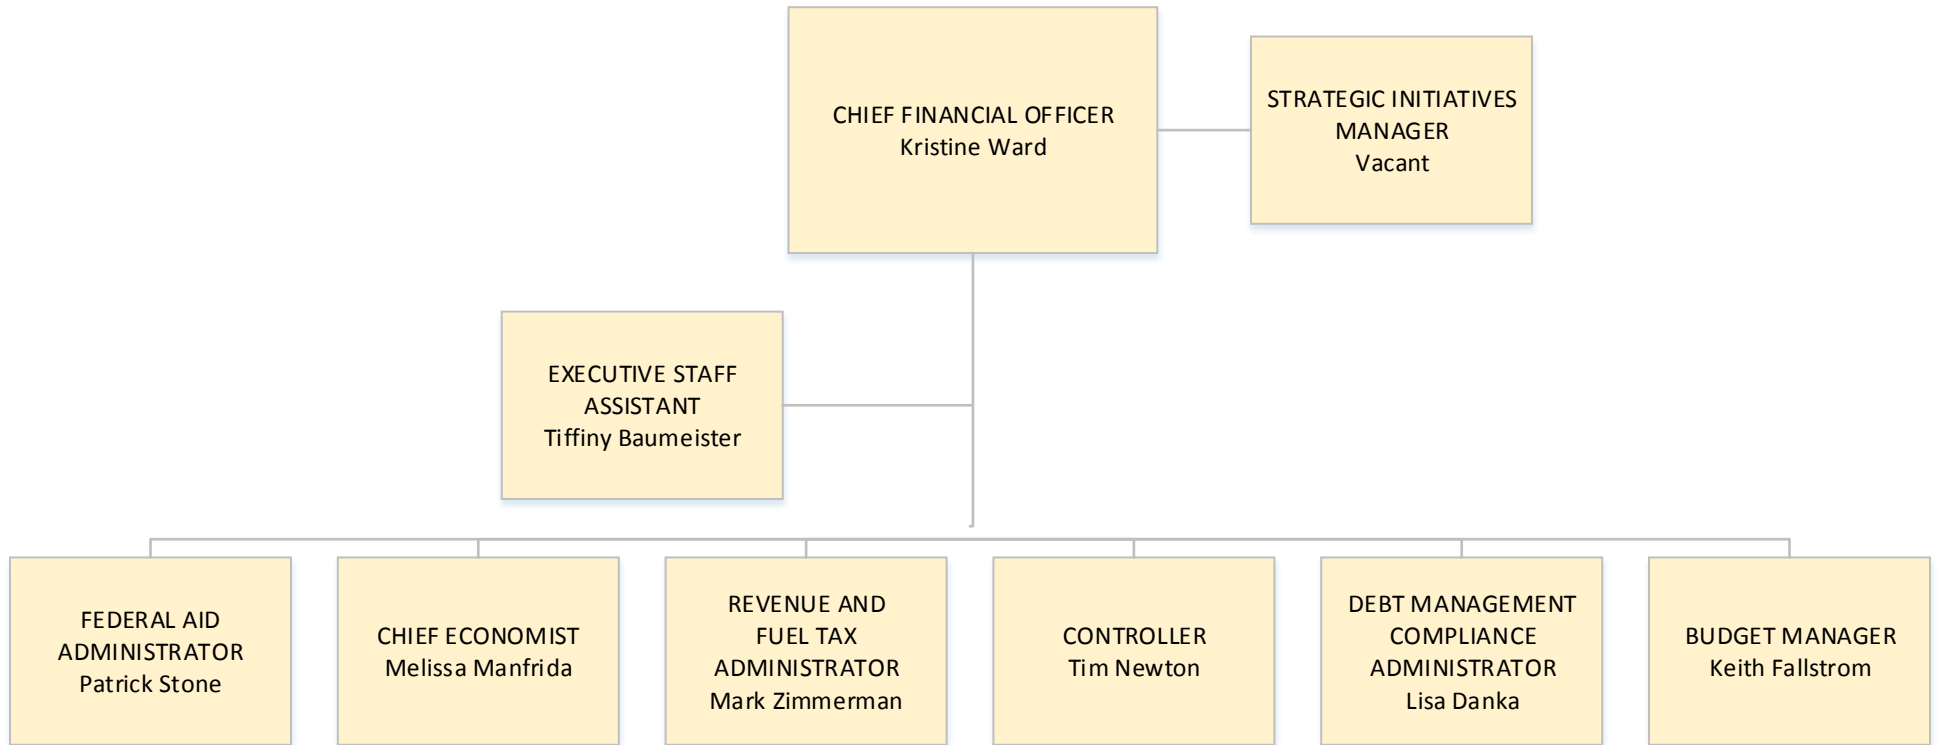 CHIEF FINANCIAL OFFICER
Kristine Ward
STRATEGIC INITIATIVES
MANAGER
Vacant
EXECUTIVE STAFF
ASSISTANT
Tiffiny Baumeister
FEDERAL AID
ADMINISTRATOR
Patrick Stone
CHIEF ECONOMIST
Melissa Manfrida
REVENUE AND
FUEL TAX
ADMINISTRATOR
Mark Zimmerman
CONTROLLER
Tim Newton
DEBT MANAGEMENT
COMPLIANCE
ADMINISTRATOR
Lisa Danka
BUDGET MANAGER
Keith Fallstrom